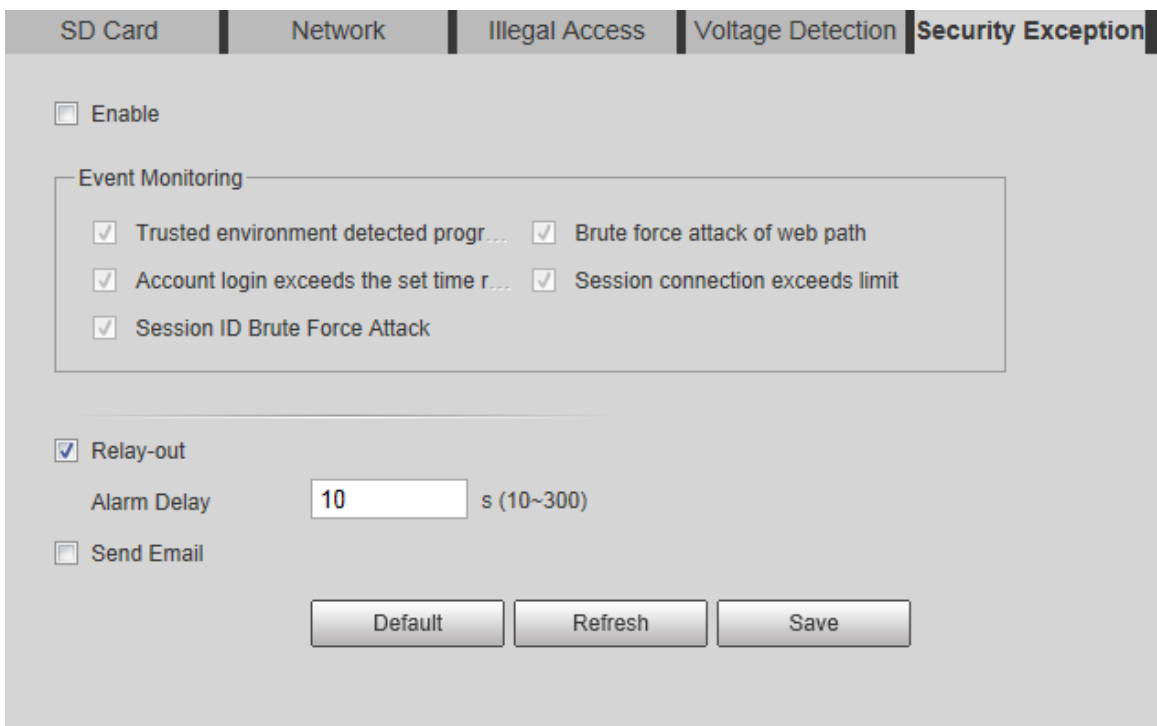 SD Card Network Illegal Access Voltage Detection Security Exception
Enable
Event Monitoring
Trusted environment detected progr... Brute force attack of web path
Account login exceeds the set time r... Session connection exceeds limit
Session ID Brute Force Attack
Relay-out
Alarm Delay 10 s (10~300)
Send Email
Default Refresh Save